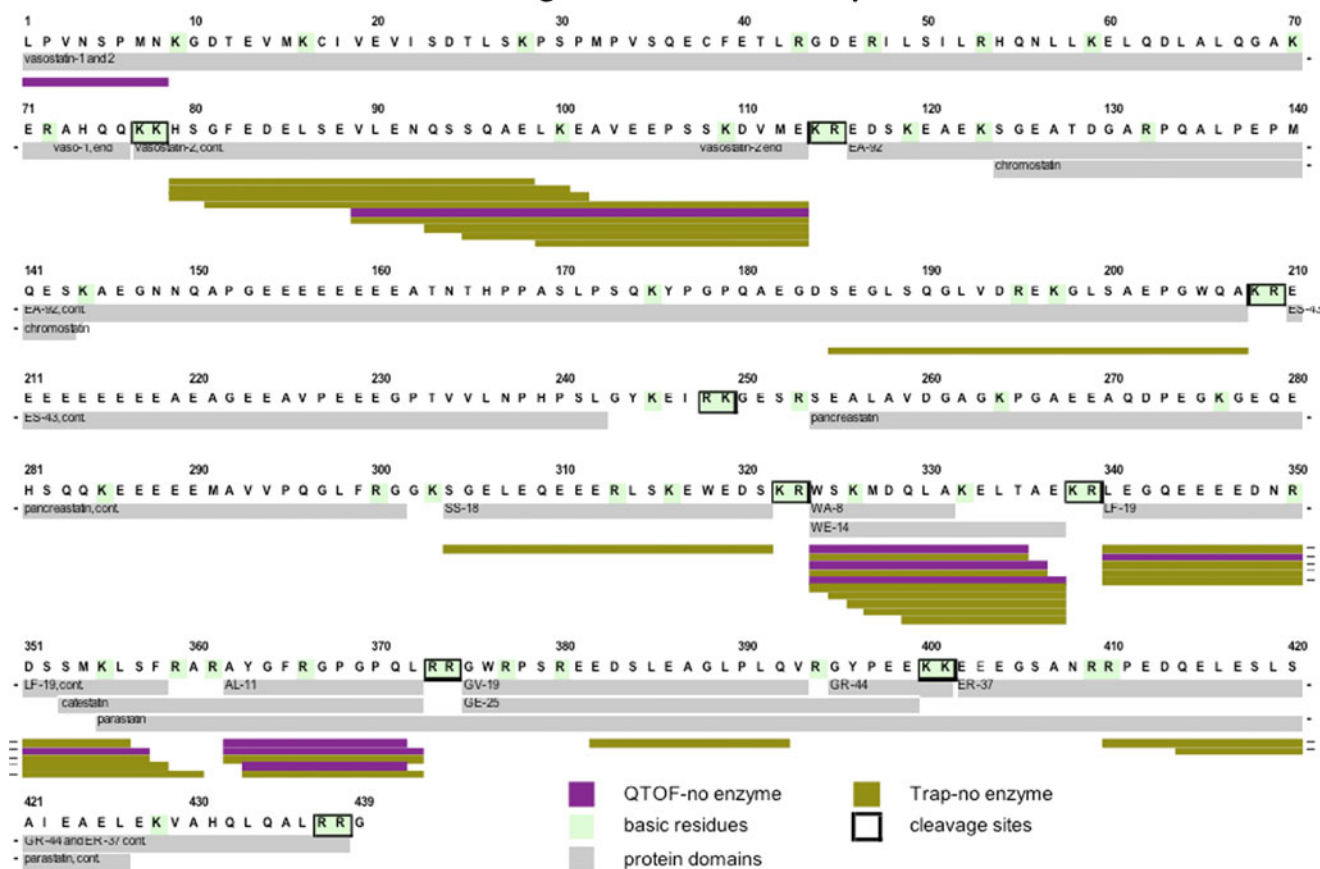 1 10 20 30 40 50 60 70
L P V N S P M N K G D T E V M K C I V E V I S D T L S K P S P M P V S Q E C F E T L R G D E R I L S I L R H Q N L L K E L Q D L A L Q G A K
vasostatin-1 and 2
71 80 90 100 110 120 130 140
E R A H Q Q K K H S G F E D E L S E V L E N Q S S Q A E L K E A V E E P S S K D V M E K R E D S K E A E K S G E A T D G A R P Q A L P E P M
vaso-1, end vasostatin-2, cont. vasostatin-2 end EA-92
chromostatin
141 150 160 170 180 190 200 210
Q E S K A E G N N Q A P G E E E E E E E E A T N T H P P A S L P S Q K Y P G P Q A E G D S E G L S Q G L V D R E K G L S A E P G W Q A K R E
EA-92, cont. ES-43
chromostatin
211 220 230 240 250 260 270 280
E E E E E E E E A E A G E E A V P E E E G P T V V L N P H P S L G Y K E I R K G E S R S E A L A V D G A G K P G A E E A Q D P E G K G E Q E
ES-43, cont. pancreastatin
281 290 300 310 320 330 340 350
H S Q Q K E E E E E M A V V P Q G L F R G G K S G E L E Q E E E R L S K E W E D S K R W S K M D Q L A K E L T A E K R L E G Q E E E E D N R
pancreastatin, cont. SS-18 WA-8 LF-19
WE-14
351 360 370 380 390 400 410 420
D S S M K L S F R A R A Y G F R G P G P Q L R R G W R P S R E E D S L E A G L P L Q V R G Y P E E K K E E E G S A N R R P E D Q E L E S L S
LF-19, cont. AL-11 GV-19 GR-44 ER-37
catestatin GE-25
parastatin
421 430 439
A I E A E L E K V A H Q L Q A L R R G
GR-44 and ER-37 cont.
parastatin, cont.
QTOF-no enzyme Trap-no enzyme
basic residues cleavage sites
protein domains